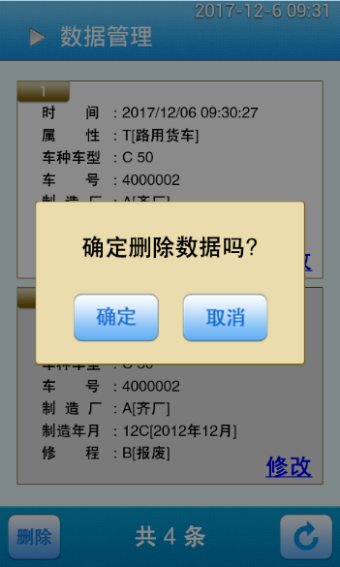 2017-12-6 09:31
数据管理
1
时 间 : 2017/12/06 09:30:27
属 性 : T[路用货车]
车种车型 : C 50
车 号 : 4000002
制 造 厂 : A[齐厂]
确定删除数据吗?
确定 取消
车种车型 : C 50
车 号 : 4000002
制 造 厂 : A[齐厂]
制造年月 : 12C[2012年12月]
修 程 : B[报废]
修改
删除 共 4 条